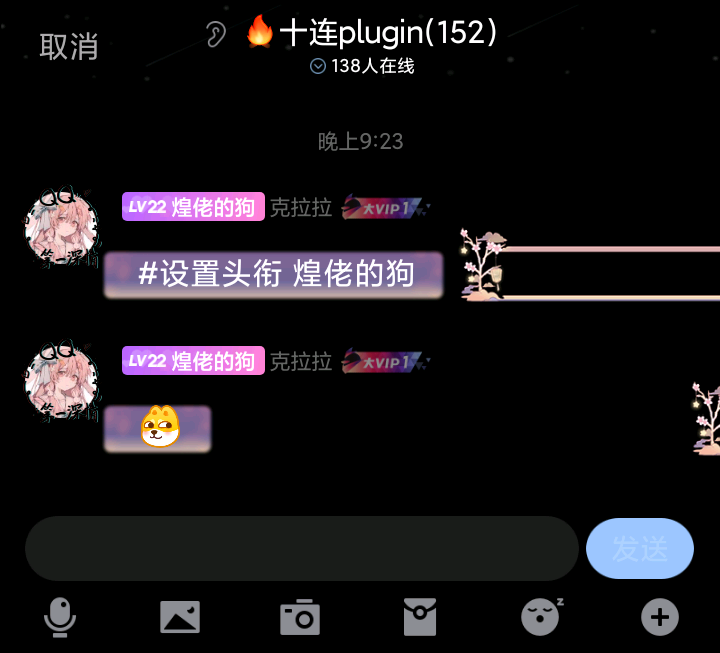 取消
🔥十连plugin(152)
138人在线
晚上9:23
QQ
LV22 煌佬的狗 克拉拉 大VIP1
#设置头衔 煌佬的狗
QQ
LV22 煌佬的狗 克拉拉 大VIP1
发送
z